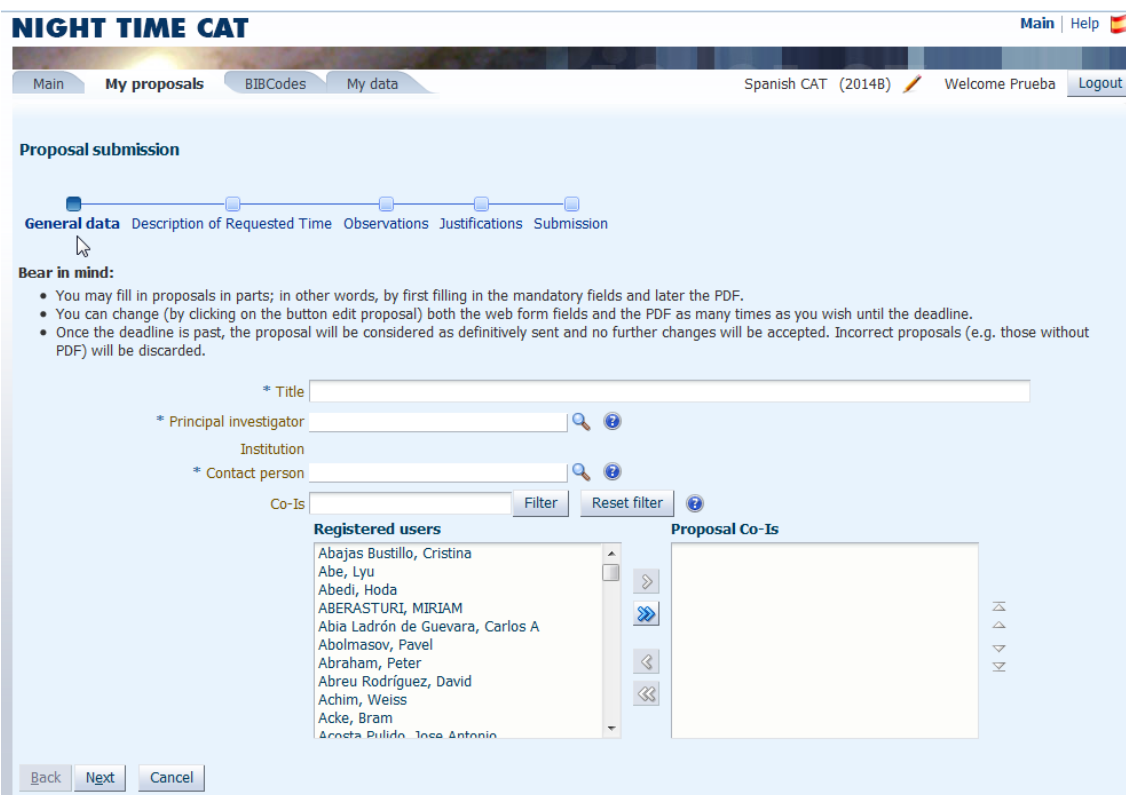 NIGHT TIME CAT
Main | Help
Main My proposals BIBCodes My data Spanish CAT (2014B) Welcome Prueba Logout
Proposal submission
General data Description of Requested Time Observations Justifications Submission
Bear in mind:
• You may fill in proposals in parts; in other words, by first filling in the mandatory fields and later the PDF.
• You can change (by clicking on the button edit proposal) both the web form fields and the PDF as many times as you wish until the deadline.
• Once the deadline is past, the proposal will be considered as definitively sent and no further changes will be accepted. Incorrect proposals (e.g. those without
PDF) will be discarded.
* Title
* Principal investigator
Institution
* Contact person
Co-Is Filter Reset filter
Registered users Proposal Co-Is
Abajas Bustillo, Cristina
Abe, Lyu
Abedi, Hoda
ABERASTURI, MIRIAM
Abia Ladrón de Guevara, Carlos A
Abolmasov, Pavel
Abraham, Peter
Abreu Rodríguez, David
Achim, Weiss
Acke, Bram
Acosta Pulido, Jose Antonio
Back Next Cancel